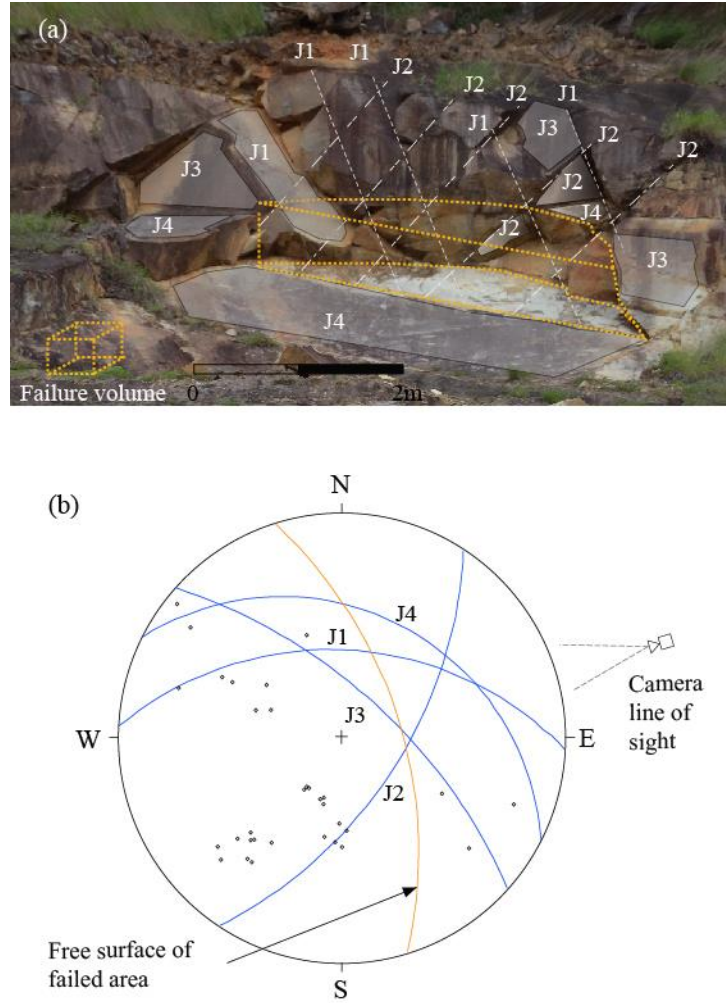 (a)
J1
J1
J2
J2
J2
J1
J1
J3
J2
J2
J3
J1
J2
J4
J2
J4
J3
J4
Failure volume
0
2m
(b)
N
J4
J1
Camera
line of
sight
J3
W
E
J2
Free surface of
failed area
S